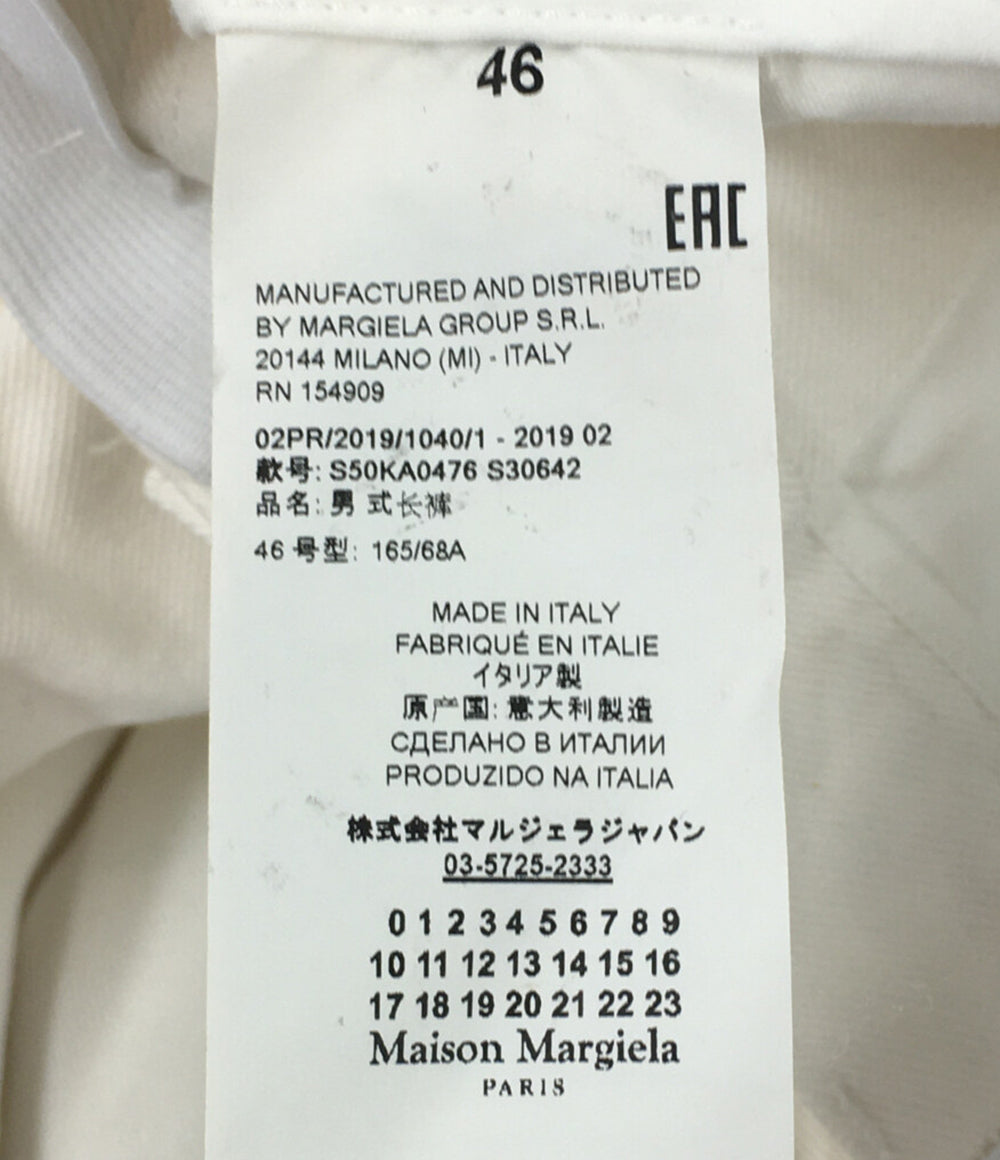 46
EAC
MANUFACTURED AND DISTRIBUTED
BY MARGIELA GROUP S.R.L.
20144 MILANO (MI) - ITALY
RN 154909
02PR/2019/1040/1 - 2019 02
款号: S50KA0476 S30642
品名: 男式长裤
46 号型: 165/68A
MADE IN ITALY
FABRIQUÉ EN ITALIE
イタリア製
原产国: 意大利製造
СДЕЛАНО В ИТАЛИИ
PRODUZIDO NA ITALIA
株式会社マルジェラジャパン
03-5725-2333
0 1 2 3 4 5 6 7 8 9
10 11 12 13 14 15 16
17 18 19 20 21 22 23
Maison Margiela
PARIS